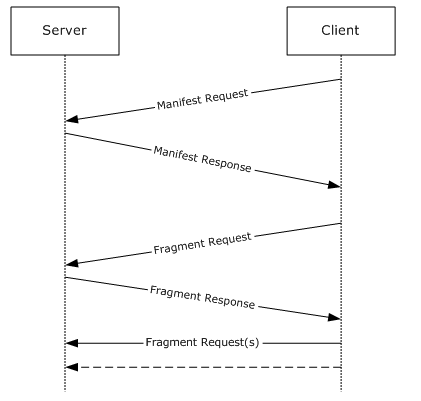 Server
Client
Manifest Request
Manifest Response
Fragment Request
Fragment Response
Fragment Request(s)